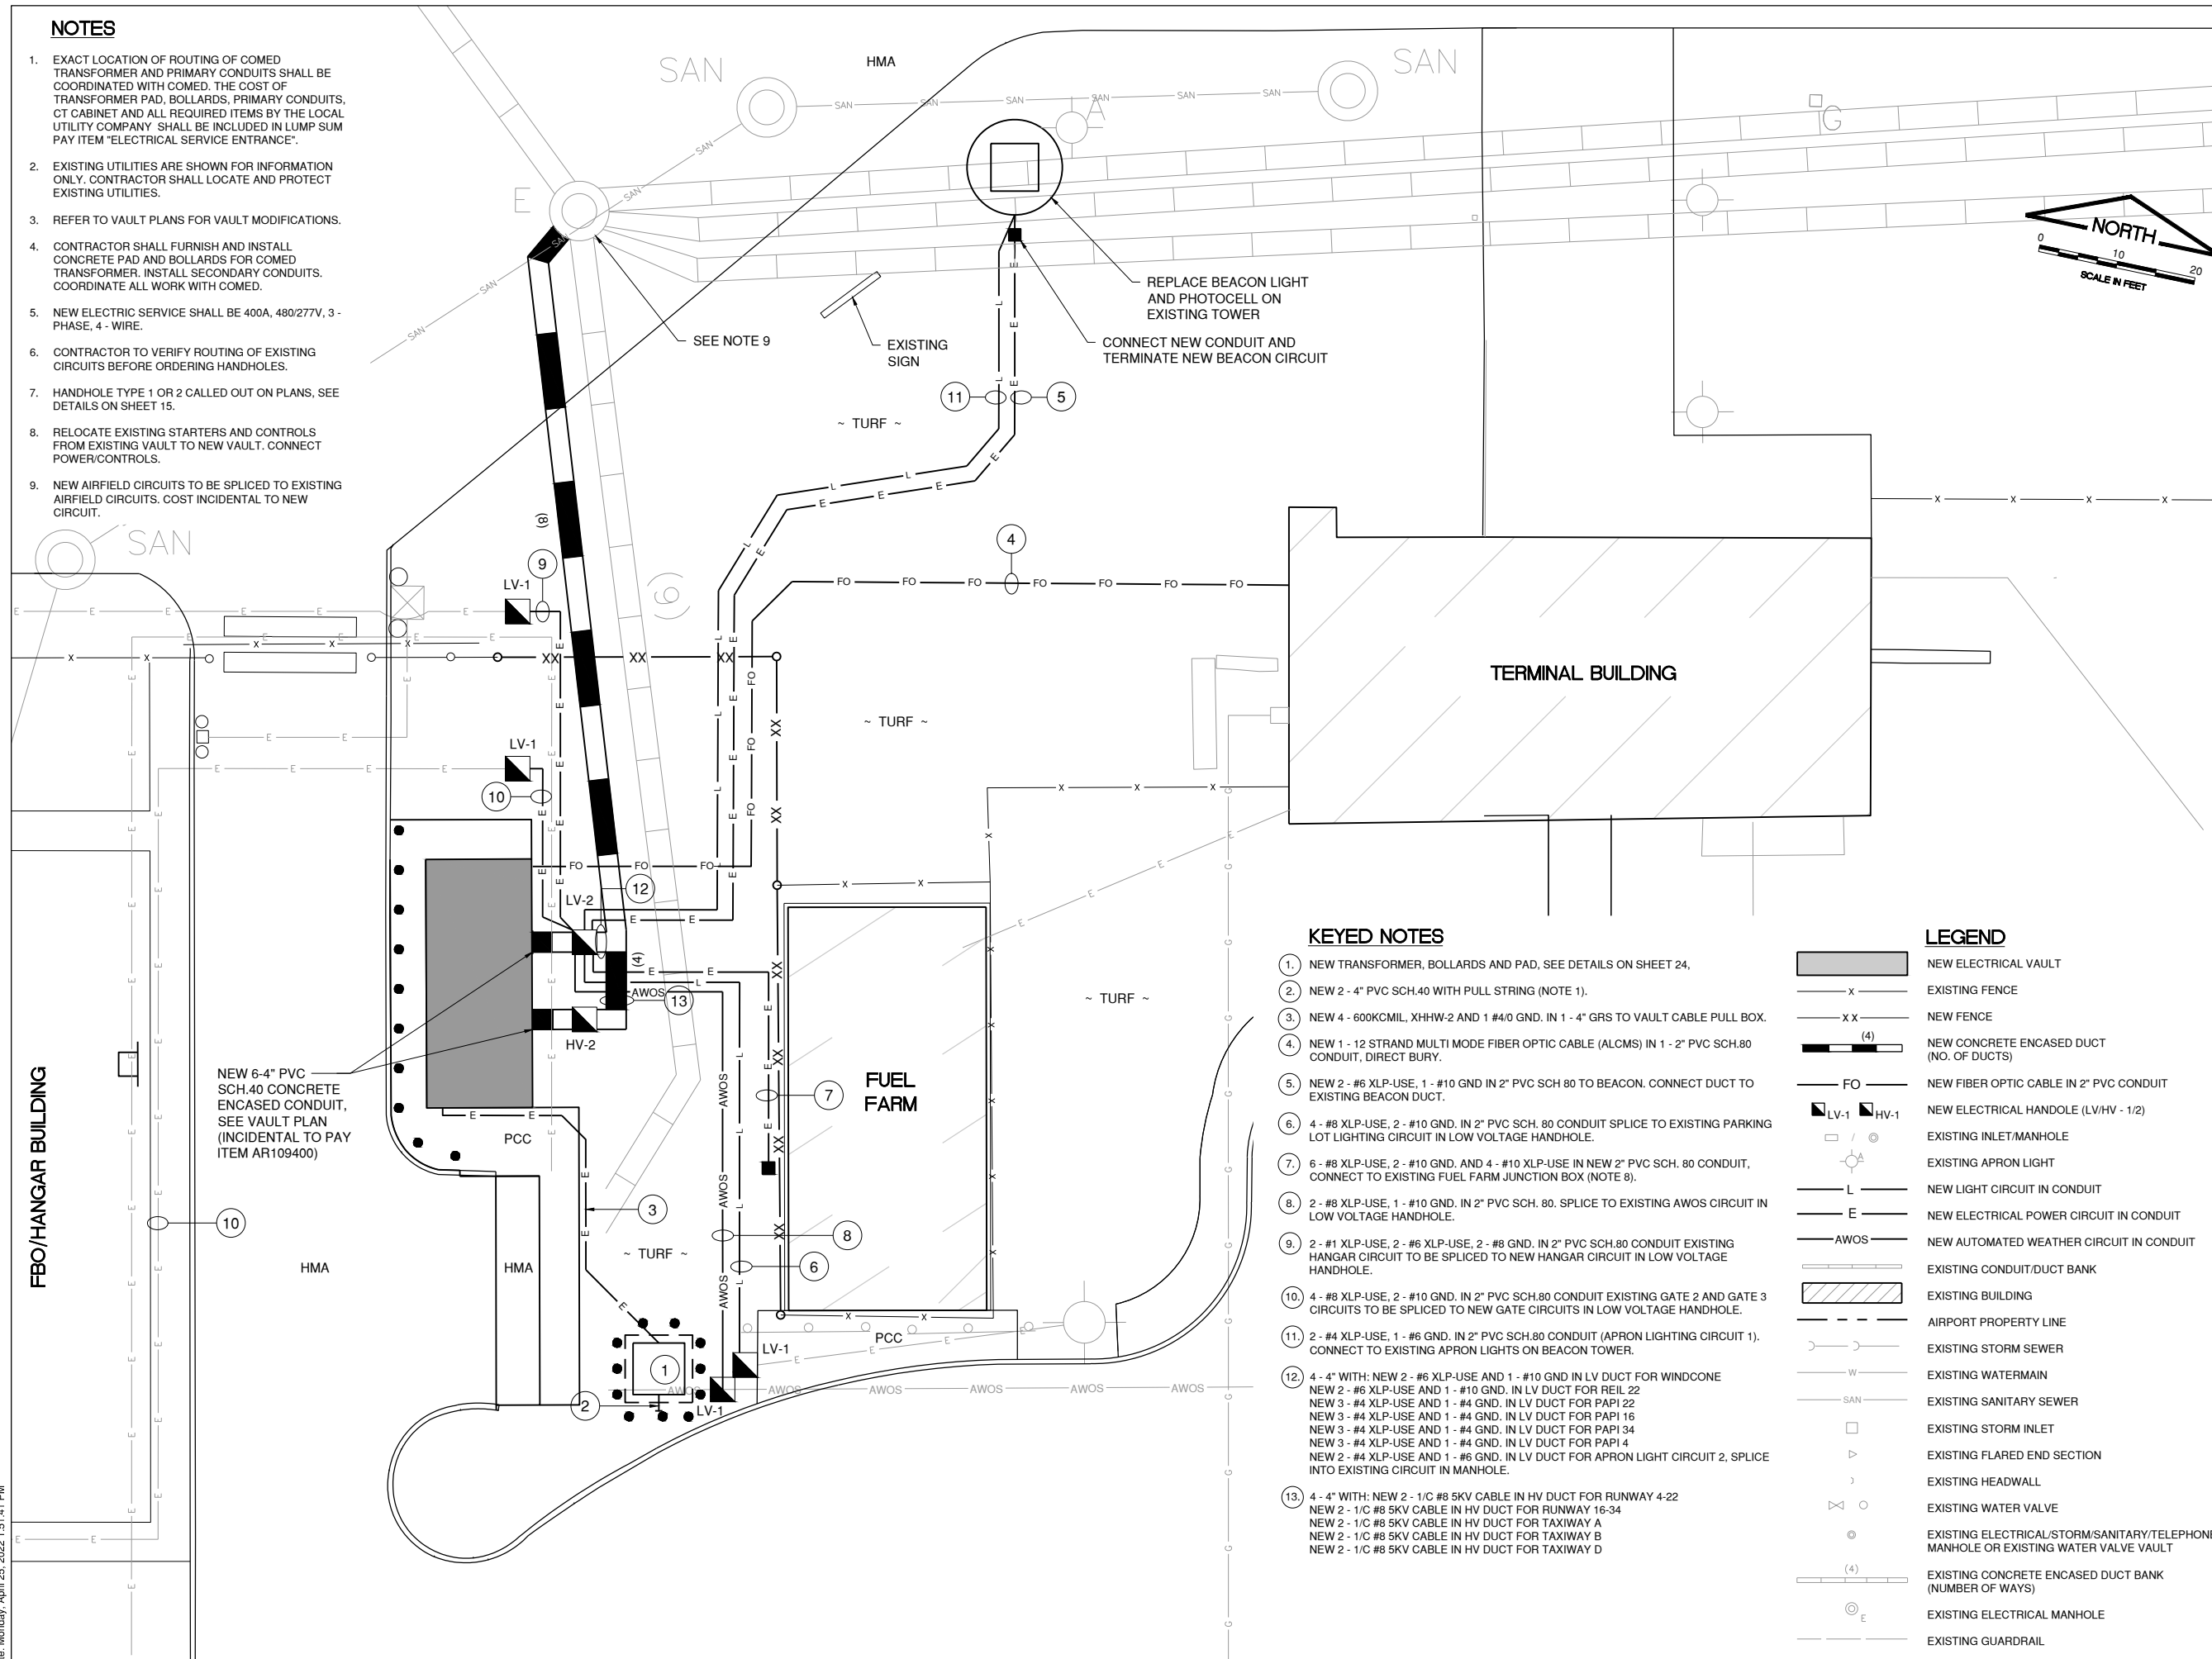 NOTES
1. EXACT LOCATION OF ROUTING OF COMED
TRANSFORMER AND PRIMARY CONDUITS SHALL BE
COORDINATED WITH COMED. THE COST OF
TRANSFORMER PAD, BOLLARDS, PRIMARY CONDUITS,
CT CABINET AND ALL REQUIRED ITEMS BY THE LOCAL
UTILITY COMPANY SHALL BE INCLUDED IN LUMP SUM
PAY ITEM "ELECTRICAL SERVICE ENTRANCE".
2. EXISTING UTILITIES ARE SHOWN FOR INFORMATION
ONLY. CONTRACTOR SHALL LOCATE AND PROTECT
EXISTING UTILITIES.
3. REFER TO VAULT PLANS FOR VAULT MODIFICATIONS.
4. CONTRACTOR SHALL FURNISH AND INSTALL
CONCRETE PAD AND BOLLARDS FOR COMED
TRANSFORMER. INSTALL SECONDARY CONDUITS.
COORDINATE ALL WORK WITH COMED.
5. NEW ELECTRIC SERVICE SHALL BE 400A, 480/277V, 3 -
PHASE, 4 - WIRE.
6. CONTRACTOR TO VERIFY ROUTING OF EXISTING
CIRCUITS BEFORE ORDERING HANDHOLES.
7. HANDHOLE TYPE 1 OR 2 CALLED OUT ON PLANS, SEE
DETAILS ON SHEET 15.
8. RELOCATE EXISTING STARTERS AND CONTROLS
FROM EXISTING VAULT TO NEW VAULT. CONNECT
POWER/CONTROLS.
9. NEW AIRFIELD CIRCUITS TO BE SPLICED TO EXISTING
AIRFIELD CIRCUITS. COST INCIDENTAL TO NEW
CIRCUIT.
SAN
HMA
SAN
A
G
E
NORTH
0 10 20
SCALE IN FEET
REPLACE BEACON LIGHT
AND PHOTOCELL ON
EXISTING TOWER
SEE NOTE 9
EXISTING
SIGN
CONNECT NEW CONDUIT AND
TERMINATE NEW BEACON CIRCUIT
11
5
~ TURF ~
(8)
SAN
4
9
LV-1
6
TERMINAL BUILDING
~ TURF ~
LV-1
10
12
LV-2
(4)
AWOS
13
HV-2
~ TURF ~
NEW 6-4" PVC
SCH.40 CONCRETE
ENCASED CONDUIT,
SEE VAULT PLAN
(INCIDENTAL TO PAY
ITEM AR109400)
FUEL
FARM
7
PCC
FBO/HANGAR BUILDING
10
3
8
~ TURF ~
HMA
HMA
6
PCC
LV-1
1
2
LV-1
AWOS AWOS AWOS AWOS AWOS AWOS
KEYED NOTES
1. NEW TRANSFORMER, BOLLARDS AND PAD, SEE DETAILS ON SHEET 24,
2. NEW 2 - 4" PVC SCH.40 WITH PULL STRING (NOTE 1).
3. NEW 4 - 600KCMIL, XHHW-2 AND 1 #4/0 GND. IN 1 - 4" GRS TO VAULT CABLE PULL BOX.
4. NEW 1 - 12 STRAND MULTI MODE FIBER OPTIC CABLE (ALCMS) IN 1 - 2" PVC SCH.80
CONDUIT, DIRECT BURY.
5. NEW 2 - #6 XLP-USE, 1 - #10 GND IN 2" PVC SCH 80 TO BEACON. CONNECT DUCT TO
EXISTING BEACON DUCT.
6. 4 - #8 XLP-USE, 2 - #10 GND. IN 2" PVC SCH. 80 CONDUIT SPLICE TO EXISTING PARKING
LOT LIGHTING CIRCUIT IN LOW VOLTAGE HANDHOLE.
7. 6 - #8 XLP-USE, 2 - #10 GND. AND 4 - #10 XLP-USE IN NEW 2" PVC SCH. 80 CONDUIT,
CONNECT TO EXISTING FUEL FARM JUNCTION BOX (NOTE 8).
8. 2 - #8 XLP-USE, 1 - #10 GND. IN 2" PVC SCH. 80. SPLICE TO EXISTING AWOS CIRCUIT IN
LOW VOLTAGE HANDHOLE.
9. 2 - #1 XLP-USE, 2 - #6 XLP-USE, 2 - #8 GND. IN 2" PVC SCH.80 CONDUIT EXISTING
HANGAR CIRCUIT TO BE SPLICED TO NEW HANGAR CIRCUIT IN LOW VOLTAGE
HANDHOLE.
10. 4 - #8 XLP-USE, 2 - #10 GND. IN 2" PVC SCH.80 CONDUIT EXISTING GATE 2 AND GATE 3
CIRCUITS TO BE SPLICED TO NEW GATE CIRCUITS IN LOW VOLTAGE HANDHOLE.
11. 2 - #4 XLP-USE, 1 - #6 GND. IN 2" PVC SCH.80 CONDUIT (APRON LIGHTING CIRCUIT 1).
CONNECT TO EXISTING APRON LIGHTS ON BEACON TOWER.
12. 4 - 4" WITH: NEW 2 - #6 XLP-USE AND 1 - #10 GND IN LV DUCT FOR WINDCONE
NEW 2 - #6 XLP-USE AND 1 - #10 GND. IN LV DUCT FOR REIL 22
NEW 3 - #4 XLP-USE AND 1 - #4 GND. IN LV DUCT FOR PAPI 22
NEW 3 - #4 XLP-USE AND 1 - #4 GND. IN LV DUCT FOR PAPI 16
NEW 3 - #4 XLP-USE AND 1 - #4 GND. IN LV DUCT FOR PAPI 34
NEW 3 - #4 XLP-USE AND 1 - #4 GND. IN LV DUCT FOR PAPI 4
NEW 2 - #4 XLP-USE AND 1 - #6 GND. IN LV DUCT FOR APRON LIGHT CIRCUIT 2, SPLICE
INTO EXISTING CIRCUIT IN MANHOLE.
13. 4 - 4" WITH: NEW 2 - 1/C #8 5KV CABLE IN HV DUCT FOR RUNWAY 4-22
NEW 2 - 1/C #8 5KV CABLE IN HV DUCT FOR RUNWAY 16-34
NEW 2 - 1/C #8 5KV CABLE IN HV DUCT FOR TAXIWAY A
NEW 2 - 1/C #8 5KV CABLE IN HV DUCT FOR TAXIWAY B
NEW 2 - 1/C #8 5KV CABLE IN HV DUCT FOR TAXIWAY D
LEGEND
NEW ELECTRICAL VAULT
X EXISTING FENCE
X X NEW FENCE
(4) NEW CONCRETE ENCASED DUCT
(NO. OF DUCTS)
FO NEW FIBER OPTIC CABLE IN 2" PVC CONDUIT
LV-1 HV-1 NEW ELECTRICAL HANDOLE (LV/HV - 1/2)
/ EXISTING INLET/MANHOLE
A EXISTING APRON LIGHT
L NEW LIGHT CIRCUIT IN CONDUIT
E NEW ELECTRICAL POWER CIRCUIT IN CONDUIT
AWOS NEW AUTOMATED WEATHER CIRCUIT IN CONDUIT
EXISTING CONDUIT/DUCT BANK
EXISTING BUILDING
AIRPORT PROPERTY LINE
EXISTING STORM SEWER
W EXISTING WATERMAIN
SAN EXISTING SANITARY SEWER
EXISTING STORM INLET
EXISTING FLARED END SECTION
EXISTING HEADWALL
EXISTING WATER VALVE
EXISTING ELECTRICAL/STORM/SANITARY/TELEPHONE
MANHOLE OR EXISTING WATER VALVE VAULT
(4) EXISTING CONCRETE ENCASED DUCT BANK
(NUMBER OF WAYS)
E EXISTING ELECTRICAL MANHOLE
EXISTING GUARDRAIL